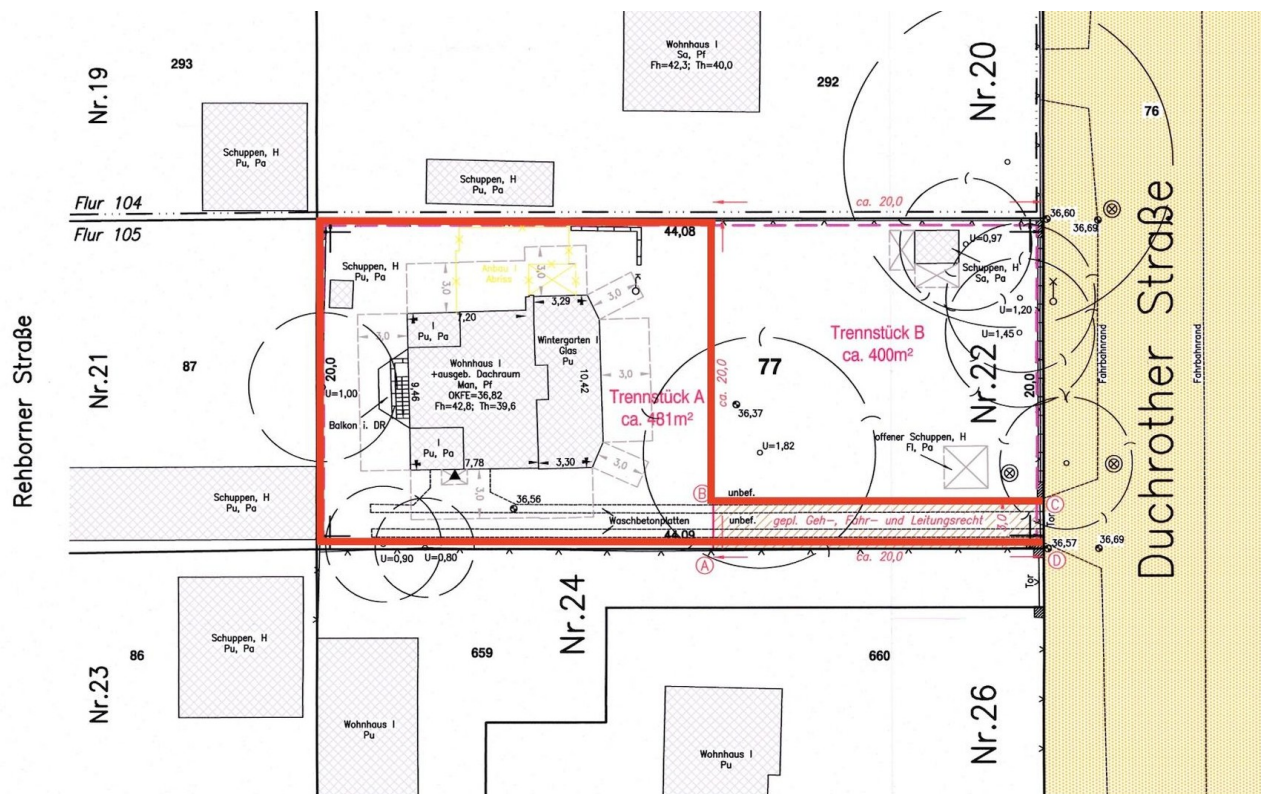 293
Nr.19
Schuppen, H
Pu, Pa
Schuppen, H
Pu, Pa
Wohnhaus I
Sa, Pf
Fh=42,3; Th=40,0
292
Nr.20
76
Flur 104
Flur 105
ca. 20,0
36,60
36,69
44,08
U=0,97
Schuppen, H
Sa, Pa
Schuppen, H
Pu, Pa
Anbau I
Abriss
3,0
3,0
3,0
3,0
3,29
7,20
I
Pu, Pa
Wintergarten I
Glas
Pu
Wohnhaus I
+ausgeb. Dachraum
Man, Pf
OKFE=36,82
Fh=42,8; Th=39,6
10,42
9,46
3,0
Balkon i. DR
I
Pu, Pa
7,78
3,30
3,0
3,0
Trennstück A
ca. 481m²
Trennstück B
ca. 400m²
77
ca. 20,0
36,37
U=1,82
U=1,20
U=1,45
Nr.22
20,0
offener Schuppen, H
Fl, Pa
Fahrbahnrand
Fahrbahnrand
Duchrother Straße
Rehborner Straße
Nr.21
87
20,0
U=1,00
Schuppen, H
Pu, Pa
36,56
Waschbetonplatten
44,09
B
unbef.
unbef.
gepl. Geh-, Fahr- und Leitungsrecht
3,0
C
Tor
A
ca. 20,0
D
36,57
36,69
Tor
U=0,90
U=0,80
Nr.24
Schuppen, H
Pu, Pa
86
Nr.23
659
660
Wohnhaus I
Pu
Wohnhaus I
Pu
Nr.26